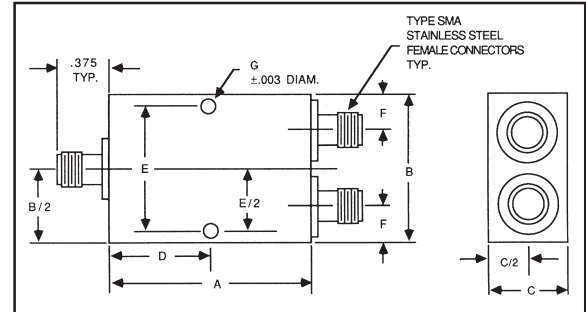 TYPE SMA
STAINLESS STEEL
FEMALE CONNECTORS
TYP.
.375
TYP.
G
±.003 DIAM.
F
E
B
B/2
E/2
F
D
A
C/2
C